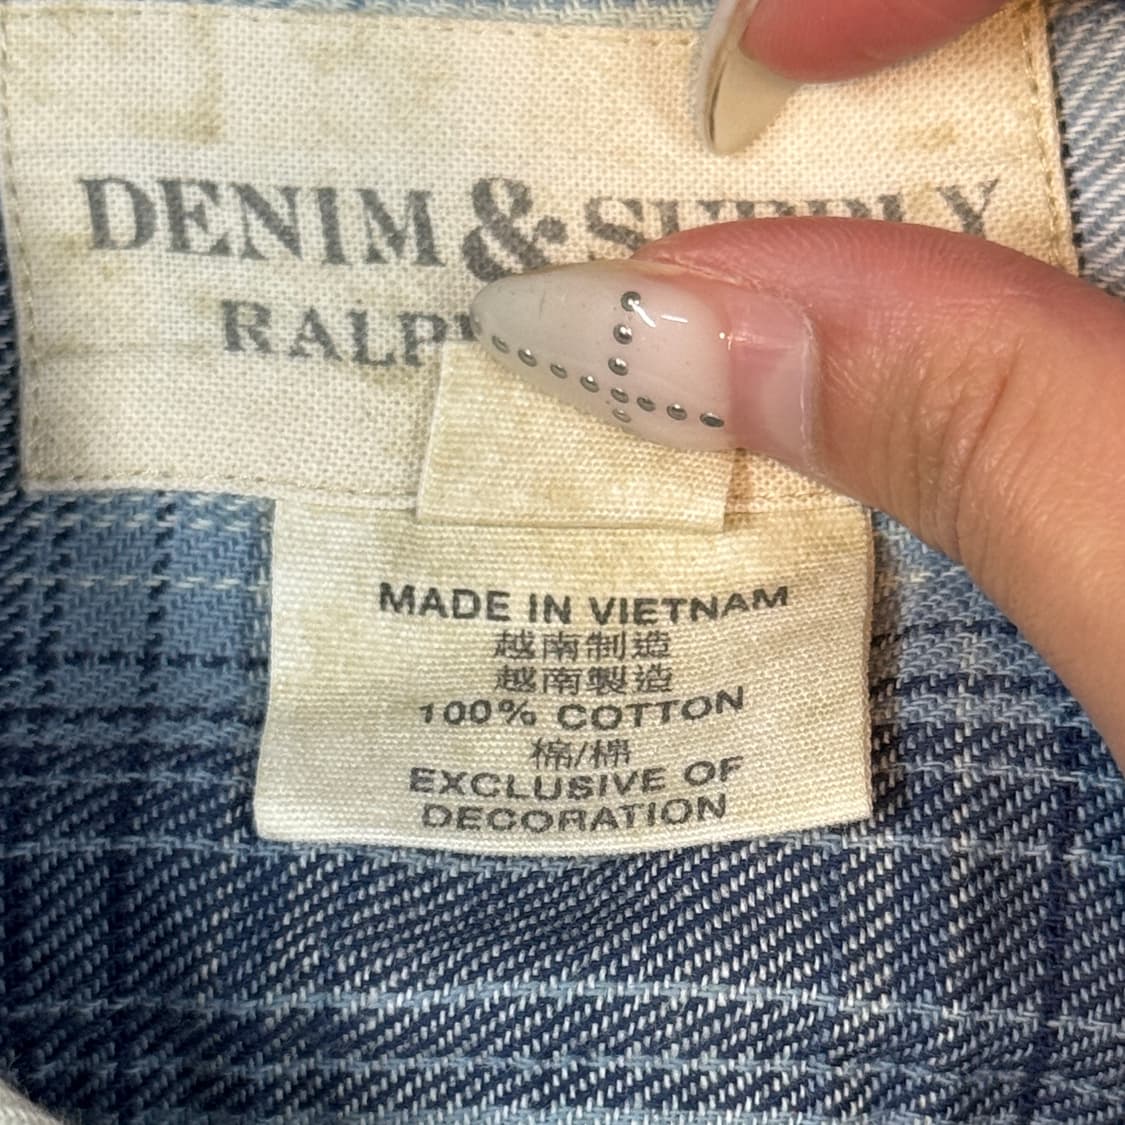 DENIM & SUPPLY
RALPH
MADE IN VIETNAM
越南制造
越南製造
100% COTTON
棉/棉
EXCLUSIVE OF
DECORATION